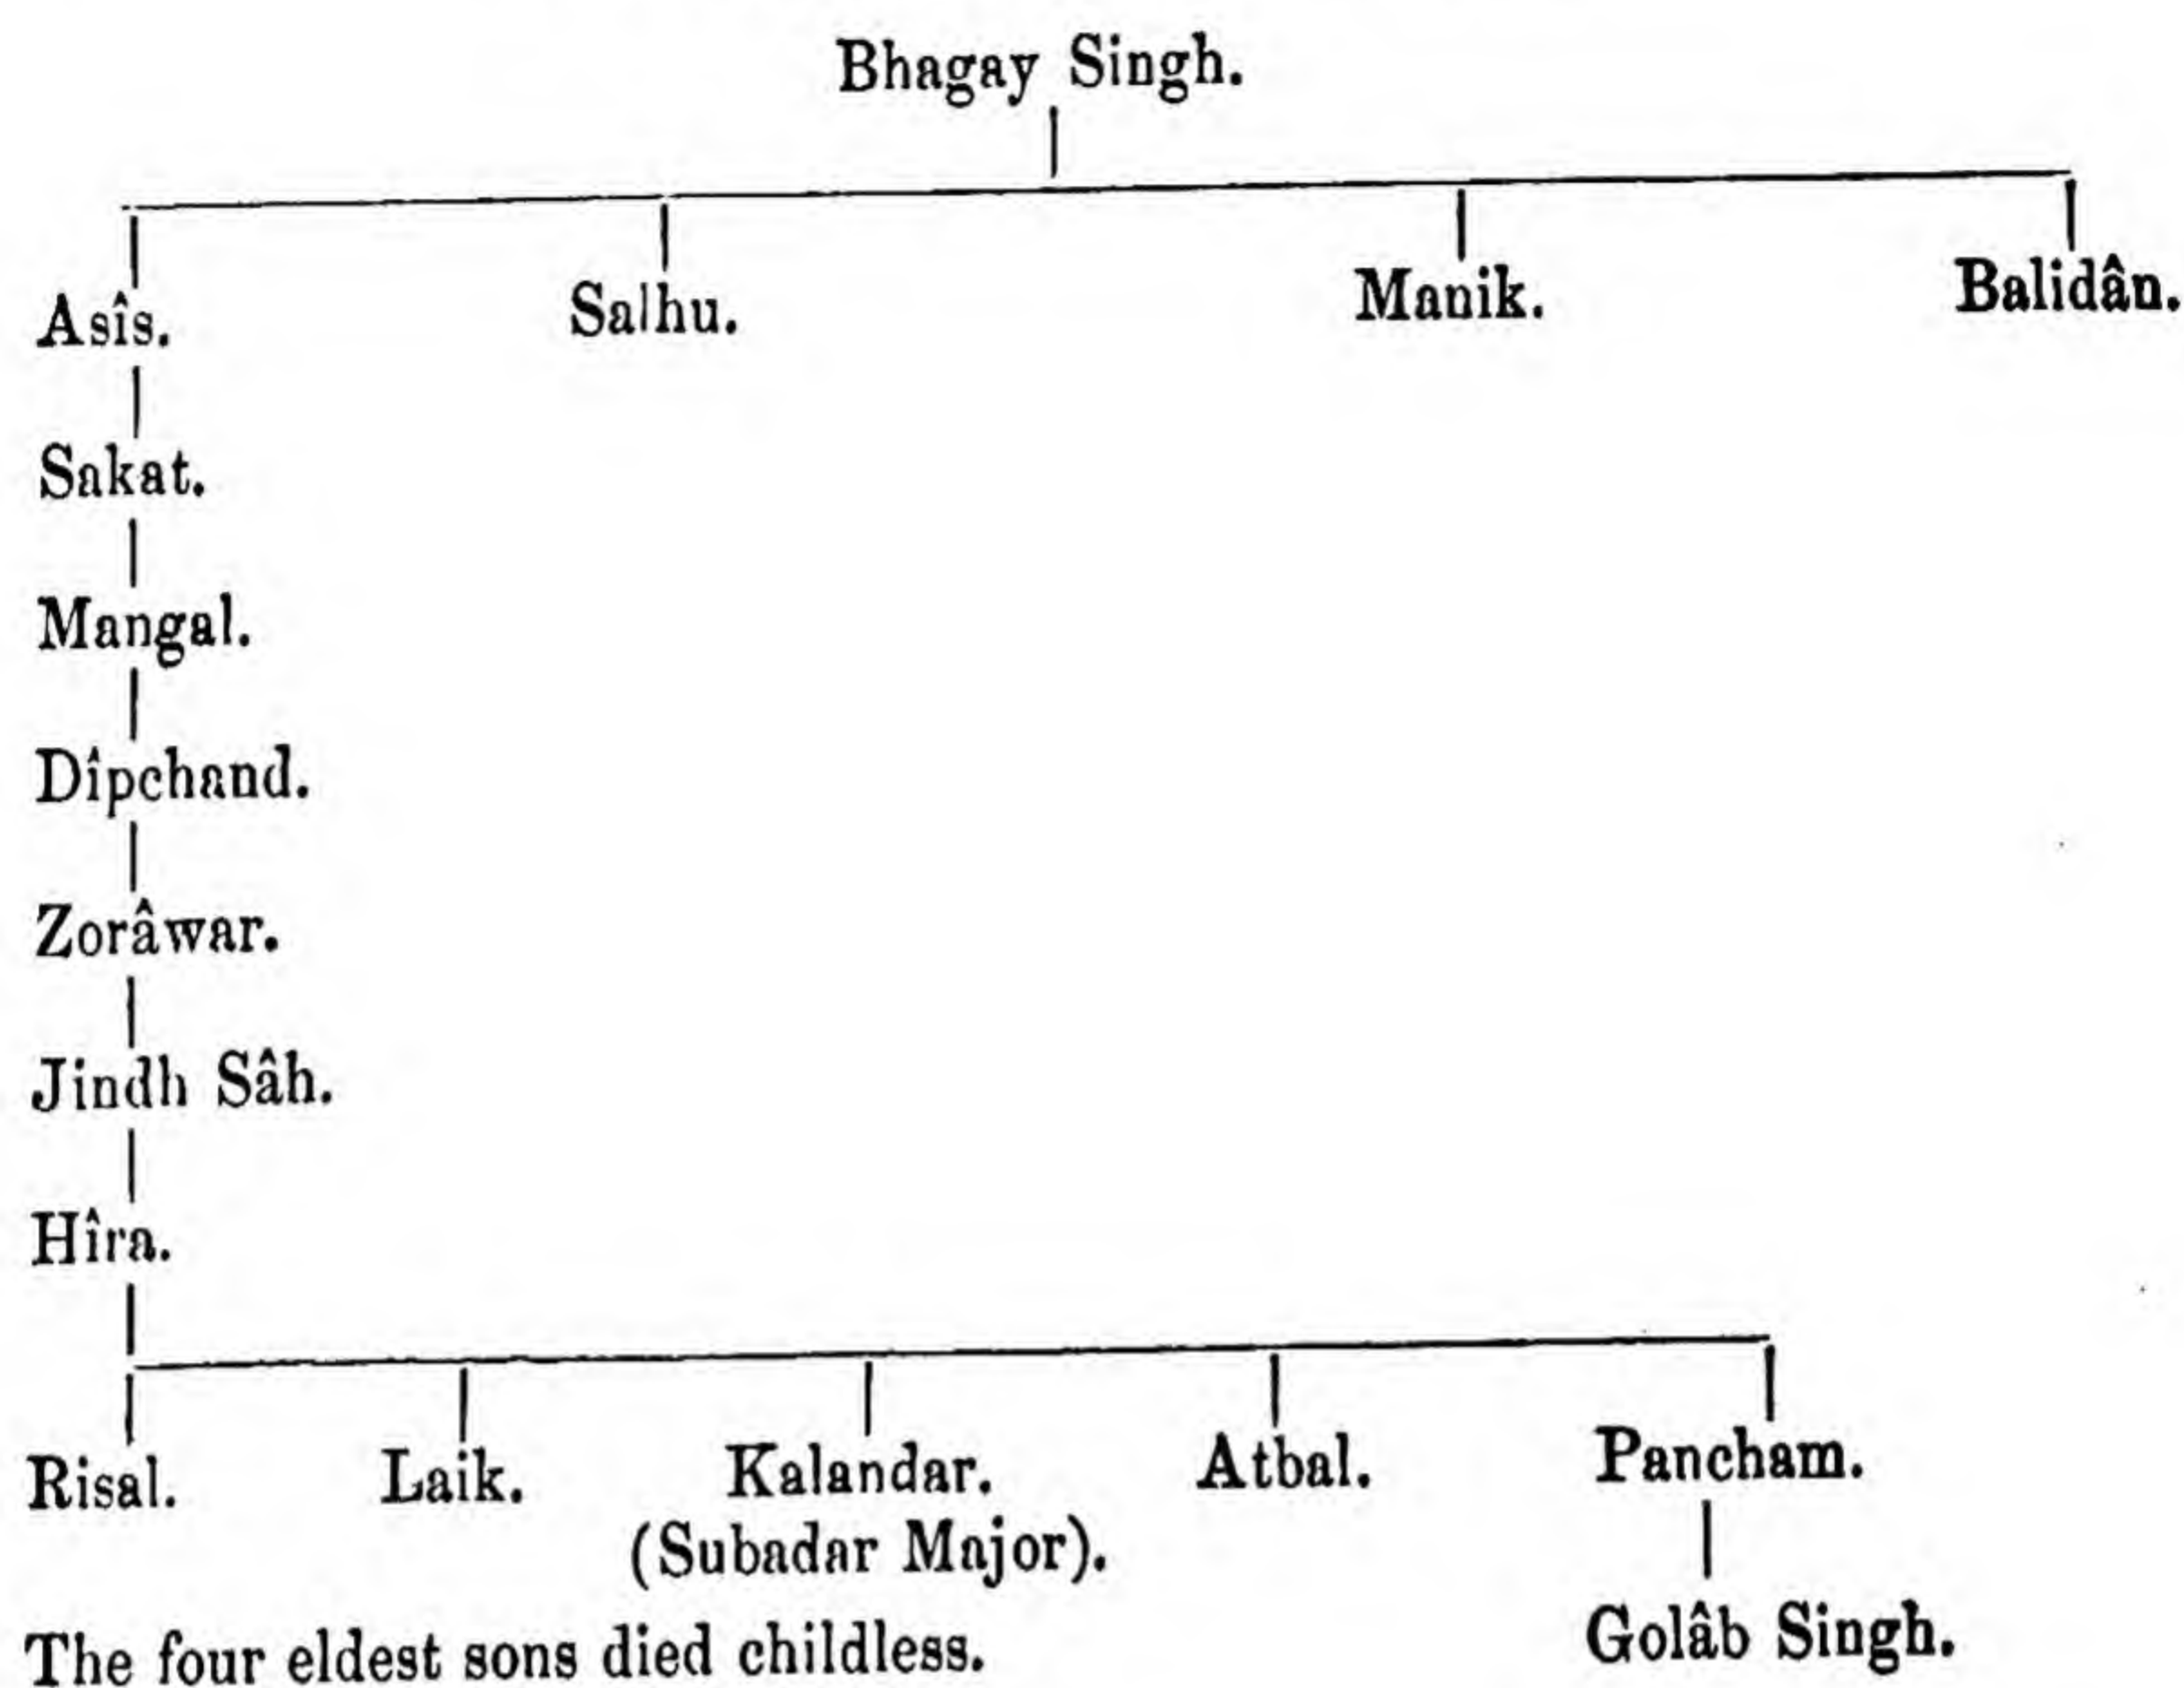 Bhagay Singh.
Asîs. Salhu. Manik. Balidân.
Sakat.
Mangal.
Dîpchand.
Zorâwar.
Jindh Sâh.
Hîra.
Risal. Laik. Kalandar. Atbal. Pancham.
(Subadar Major).
The four eldest sons died childless. Golâb Singh.